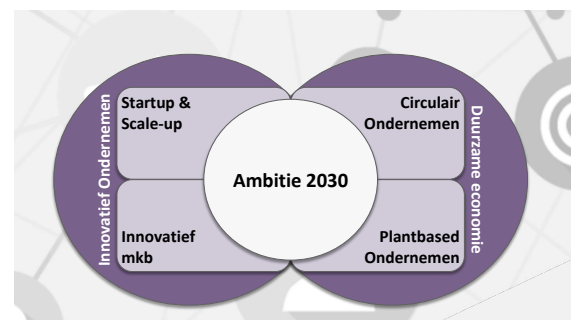 Innovatief Ondernemen
Startup &
Scale-up
Innovatief
mkb
Ambitie 2030
Circulair
Ondernemen
Plantbased
Ondernemen
Duurzame economie